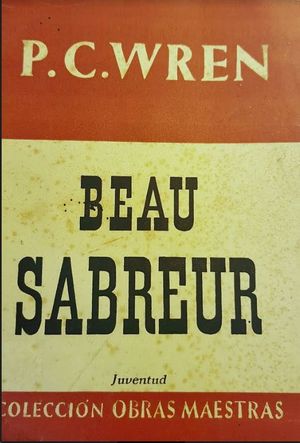 P.C.WREN
BEAU
SABREUR
Juventud
COLECCIÓN OBRAS MAESTRAS